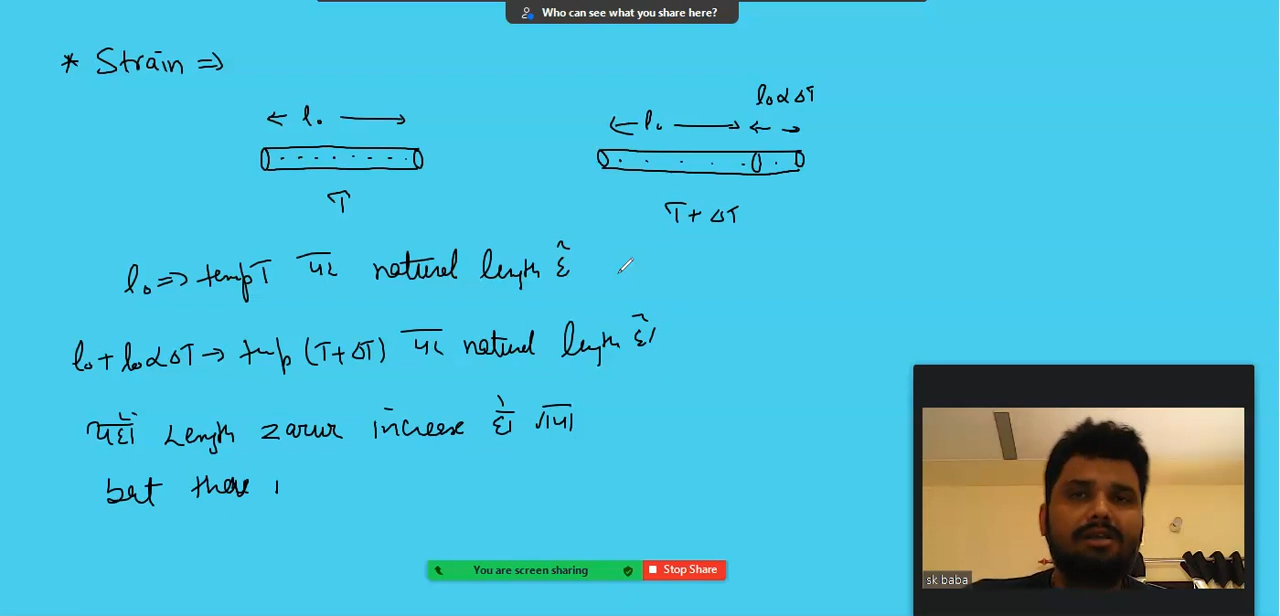 Who can see what you share here?
* Strain ⇒
l₀αΔT
← l₀ → ← l₀ → ← →
T
T + ΔT
l₀ ⇒ temp T पर natural length है
l₀ + l₀αΔT → tmp (T+ΔT) पर natural length है
यहाँ Length zarur increase हो गया
but there
You are screen sharing
Stop Share
sk baba